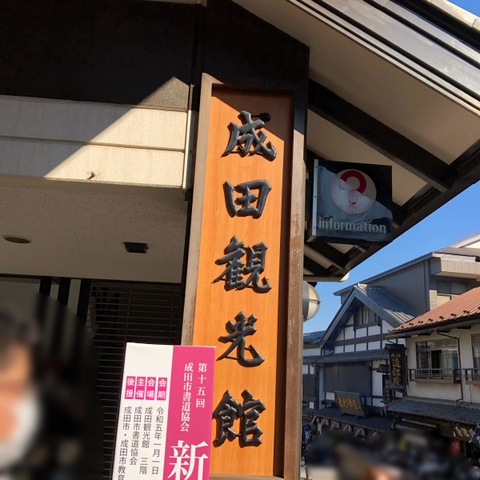 成田観光館
?
information
第十五回
成田市書道協会
新
会期 令和五年一月一日
会場 成田観光館 三階
主催 成田市書道協会
後援 成田市・成田市教育